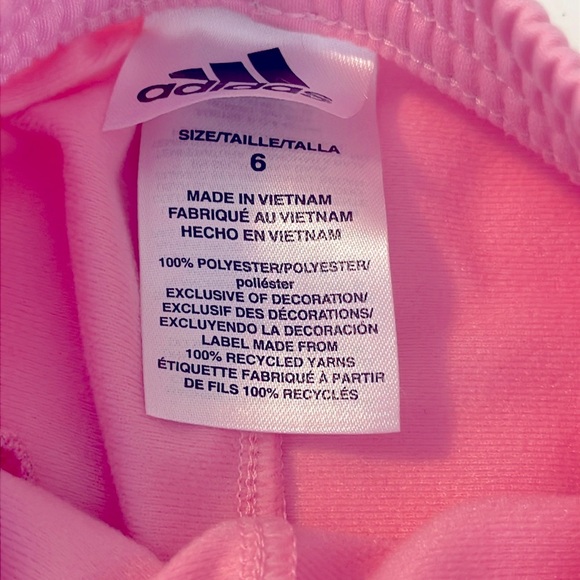 adidas
SIZE/TAILLE/TALLA
6
MADE IN VIETNAM
FABRIQUÉ AU VIETNAM
HECHO EN VIETNAM
100% POLYESTER/POLYESTER/
poliéster
EXCLUSIVE OF DECORATION/
EXCLUSIF DES DÉCORATIONS/
EXCLUYENDO LA DECORACIÓN
LABEL MADE FROM
100% RECYCLED YARNS
ÉTIQUETTE FABRIQUÉ À PARTIR
DE FILS 100% RECYCLÉS